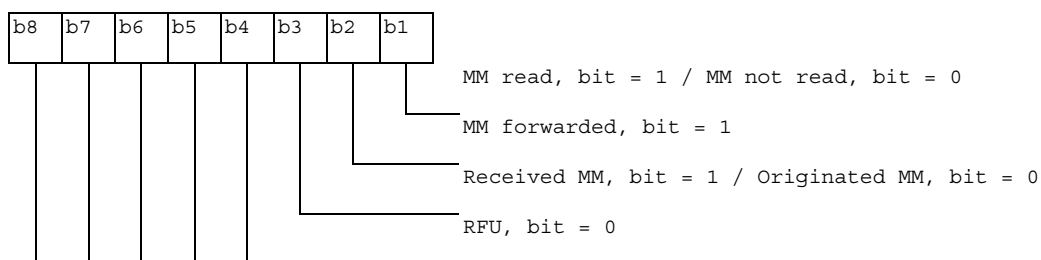 b8 b7 b6 b5 b4 b3 b2 b1
MM read, bit = 1 / MM not read, bit = 0
MM forwarded, bit = 1
Received MM, bit = 1 / Originated MM, bit = 0
RFU, bit = 0